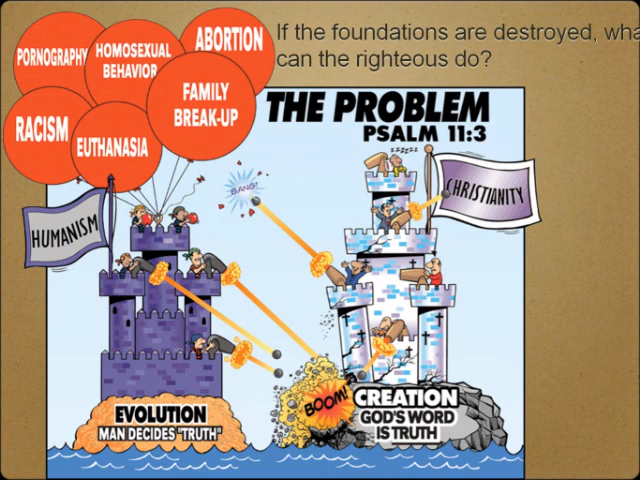 If the foundations are destroyed, wha
can the righteous do?
PORNOGRAPHY
HOMOSEXUAL
BEHAVIOR
ABORTION
FAMILY
BREAK-UP
RACISM
EUTHANASIA
THE PROBLEM
PSALM 11:3
zzzzzz
BANG!
CHRISTIANITY
HUMANISM
BOOM!
EVOLUTION
MAN DECIDES "TRUTH"
CREATION
GOD'S WORD
IS TRUTH